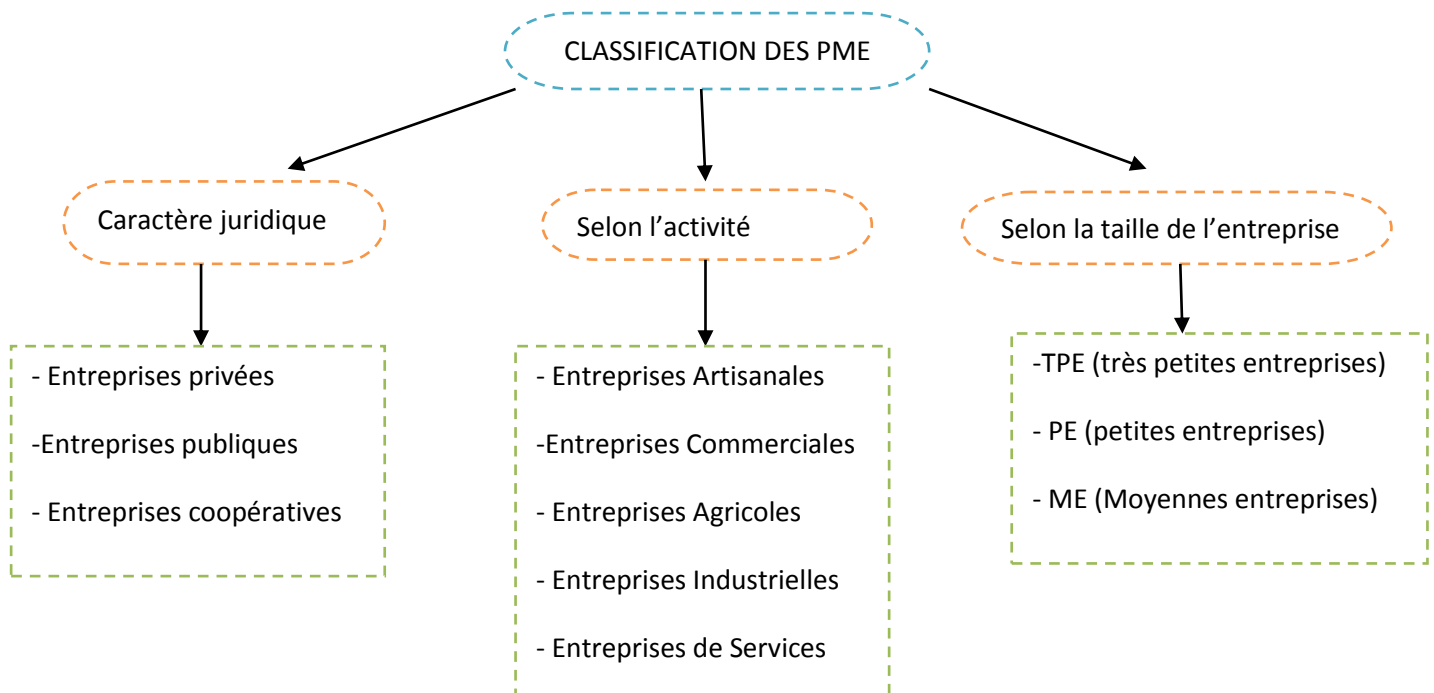 CLASSIFICATION DES PME
Caractère juridique
- Entreprises privées
-Entreprises publiques
- Entreprises coopératives
Selon l’activité
- Entreprises Artisanales
-Entreprises Commerciales
- Entreprises Agricoles
- Entreprises Industrielles
- Entreprises de Services
Selon la taille de l’entreprise
-TPE (très petites entreprises)
- PE (petites entreprises)
- ME (Moyennes entreprises)